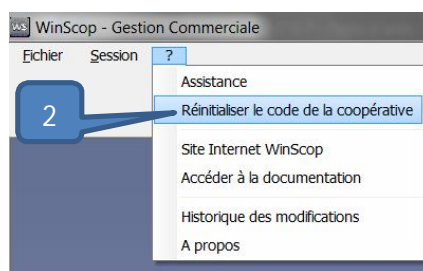 WS WinScop - Gestion Commerciale
Fichier Session ?
Assistance
2 Réinitialiser le code de la coopérative
Site Internet WinScop
Accéder à la documentation
Historique des modifications
A propos